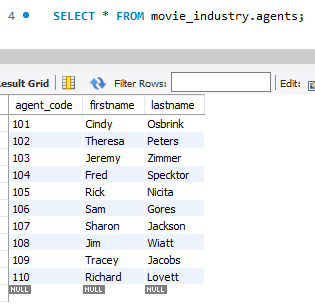 4 SELECT * FROM movie_industry.agents;
Result Grid Filter Rows: Edit:
agent_code firstname lastname
101 Cindy Osbrink
102 Theresa Peters
103 Jeremy Zimmer
104 Fred Specktor
105 Rick Nicita
106 Sam Gores
107 Sharon Jackson
108 Jim Wiatt
109 Tracey Jacobs
110 Richard Lovett
NULL NULL NULL